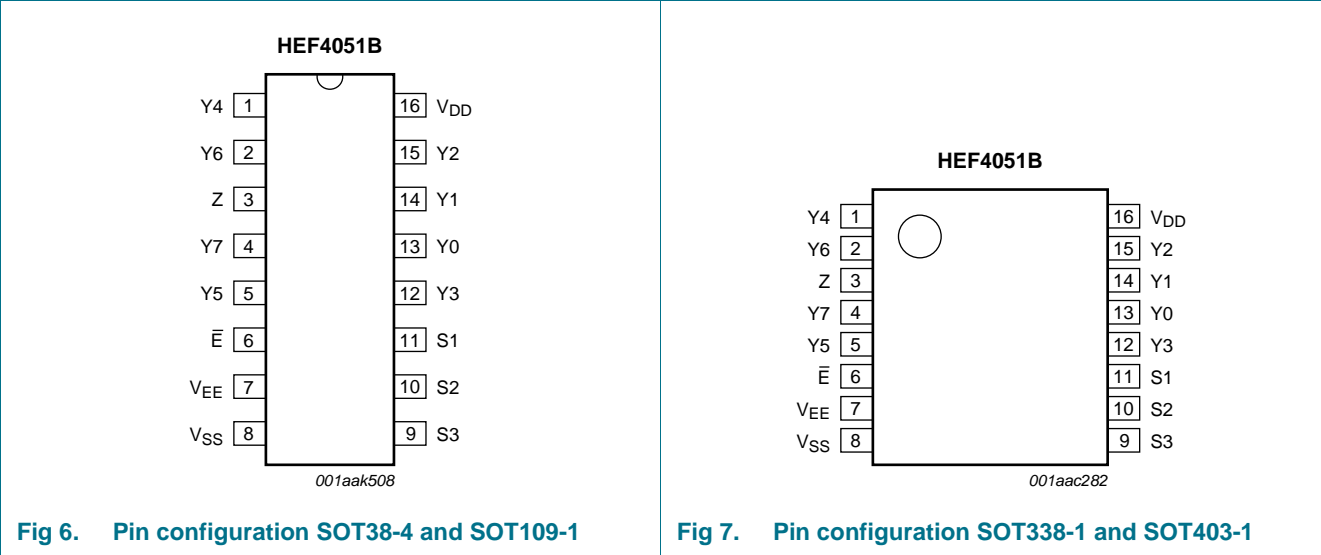 HEF4051B
Y4 1 16 VDD
Y6 2 15 Y2
Z 3 14 Y1
Y7 4 13 Y0
Y5 5 12 Y3
E̅ 6 11 S1
VEE 7 10 S2
VSS 8 9 S3
001aak508
Fig 6. Pin configuration SOT38-4 and SOT109-1
HEF4051B
Y4 1 16 VDD
Y6 2 15 Y2
Z 3 14 Y1
Y7 4 13 Y0
Y5 5 12 Y3
E̅ 6 11 S1
VEE 7 10 S2
VSS 8 9 S3
001aac282
Fig 7. Pin configuration SOT338-1 and SOT403-1